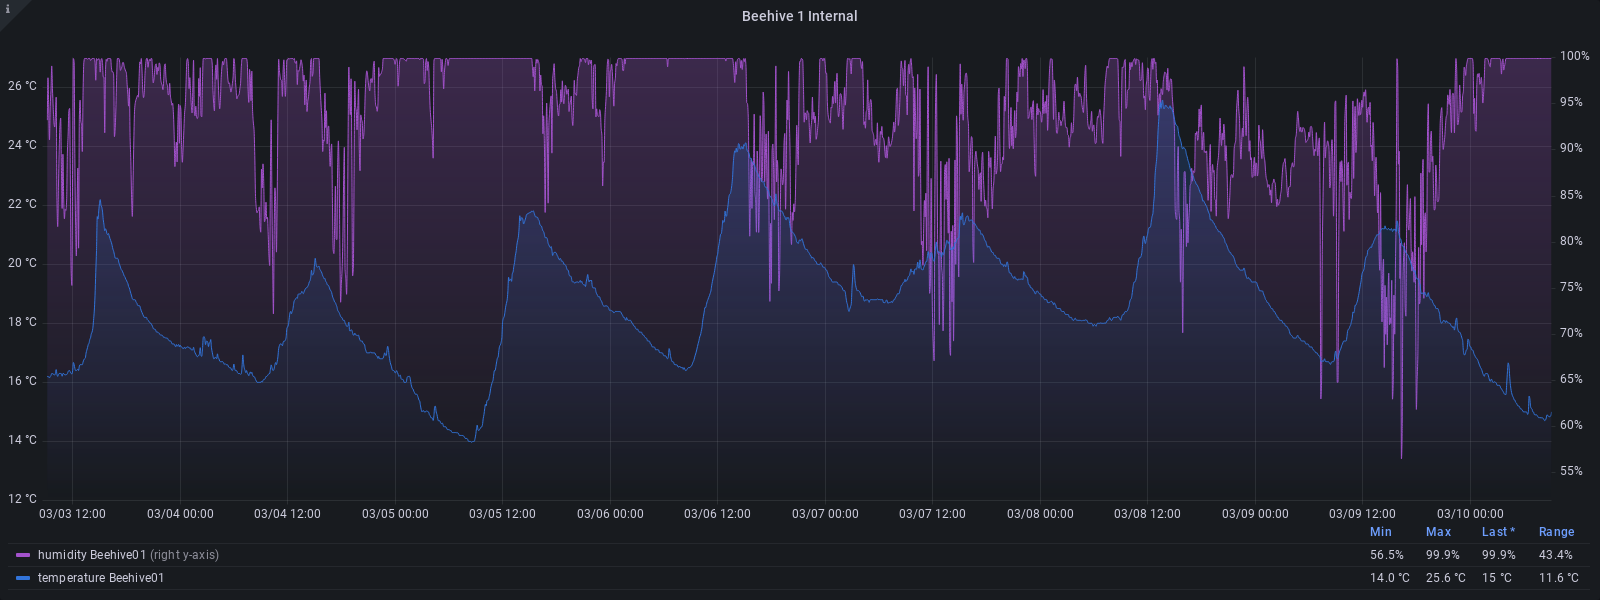 i
Beehive 1 Internal
26 °C
24 °C
22 °C
20 °C
18 °C
16 °C
14 °C
12 °C
100%
95%
90%
85%
80%
75%
70%
65%
60%
55%
03/03 12:00 03/04 00:00 03/04 12:00 03/05 00:00 03/05 12:00 03/06 00:00 03/06 12:00 03/07 00:00 03/07 12:00 03/08 00:00 03/08 12:00 03/09 00:00 03/09 12:00 03/10 00:00
Min Max Last * Range
humidity Beehive01 (right y-axis) 56.5% 99.9% 99.9% 43.4%
temperature Beehive01 14.0 °C 25.6 °C 15 °C 11.6 °C